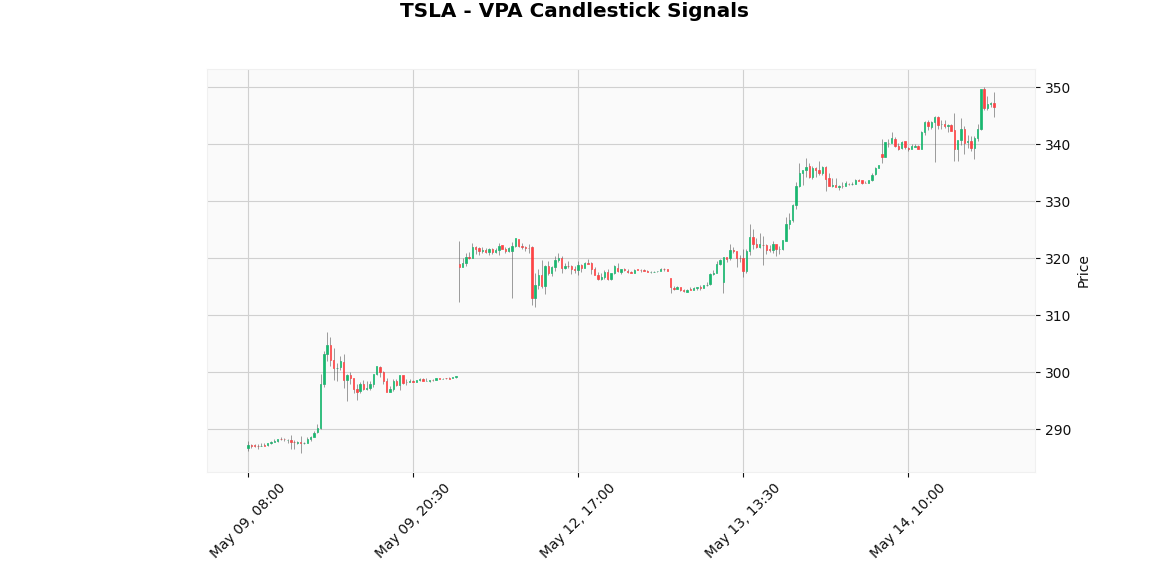 TSLA - VPA Candlestick Signals
350
340
330
320
310
300
290
Price
May 09, 08:00
May 09, 20:30
May 12, 17:00
May 13, 13:30
May 14, 10:00